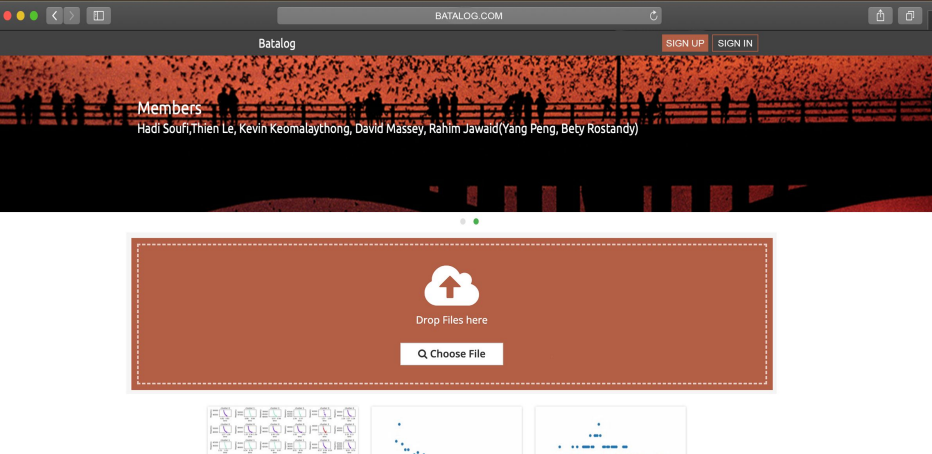 BATALOG.COM
Batalog
SIGN UP
SIGN IN
Members
Hadi Soufi,Thien Le, Kevin Keomalaythong, David Massey, Rahim Jawaid(Yang Peng, Bety Rostandy)
Drop Files here
Choose File